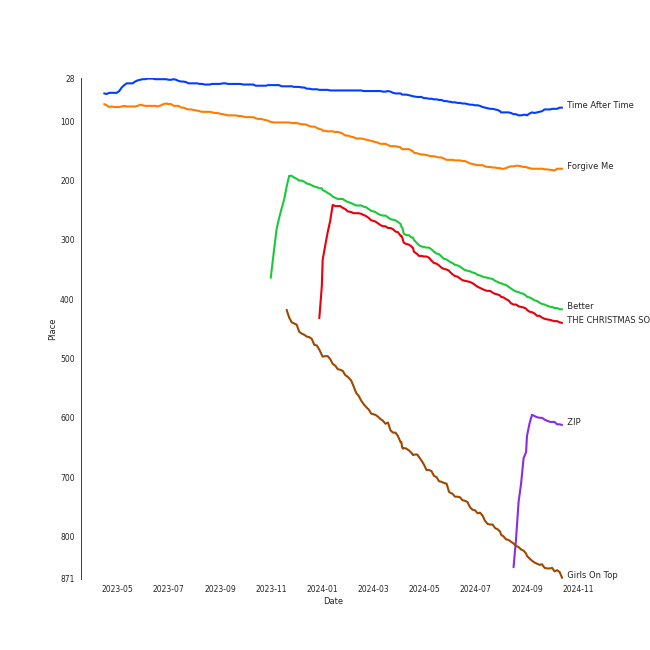 28
100
200
300
400
500
600
700
800
871
Place
2023-05 2023-07 2023-09 2023-11 2024-01 2024-03 2024-05 2024-07 2024-09 2024-11
Date
Time After Time
Forgive Me
Better
THE CHRISTMAS SO
ZIP
Girls On Top